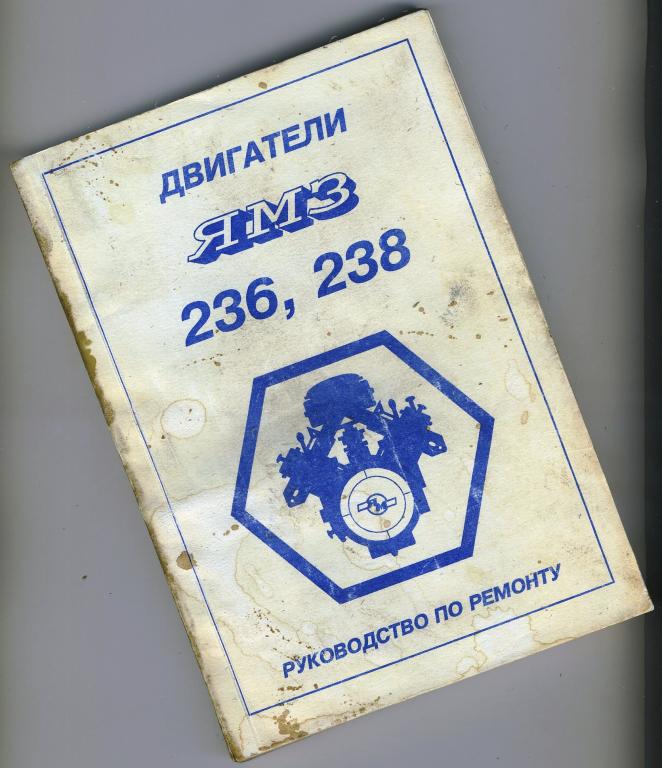 ДВИГАТЕЛИ
ЯМЗ
236, 238
РУКОВОДСТВО ПО РЕМОНТУ